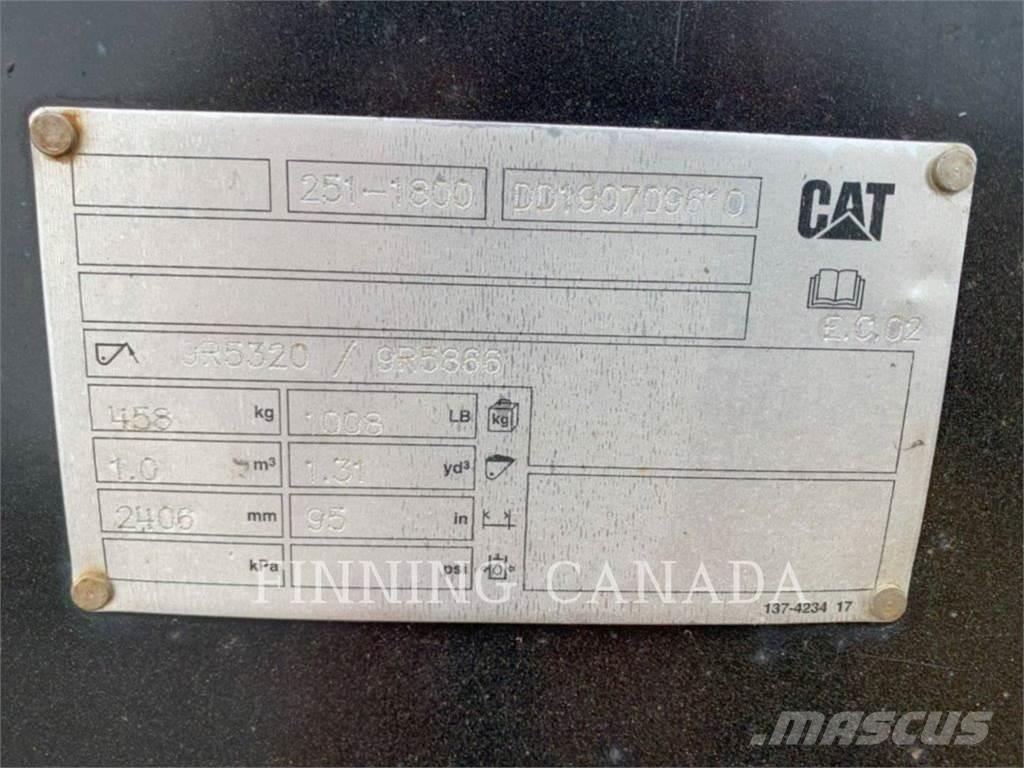 251-1800 DD190709610
CAT
E.C.02
9R5320 / 9R5866
458 kg 1008 LB kg
1.0 m³ 1.31 yd³
2406 mm 95 in
kPa psi
FINNING CANADA
137-4234 17
MASCUS